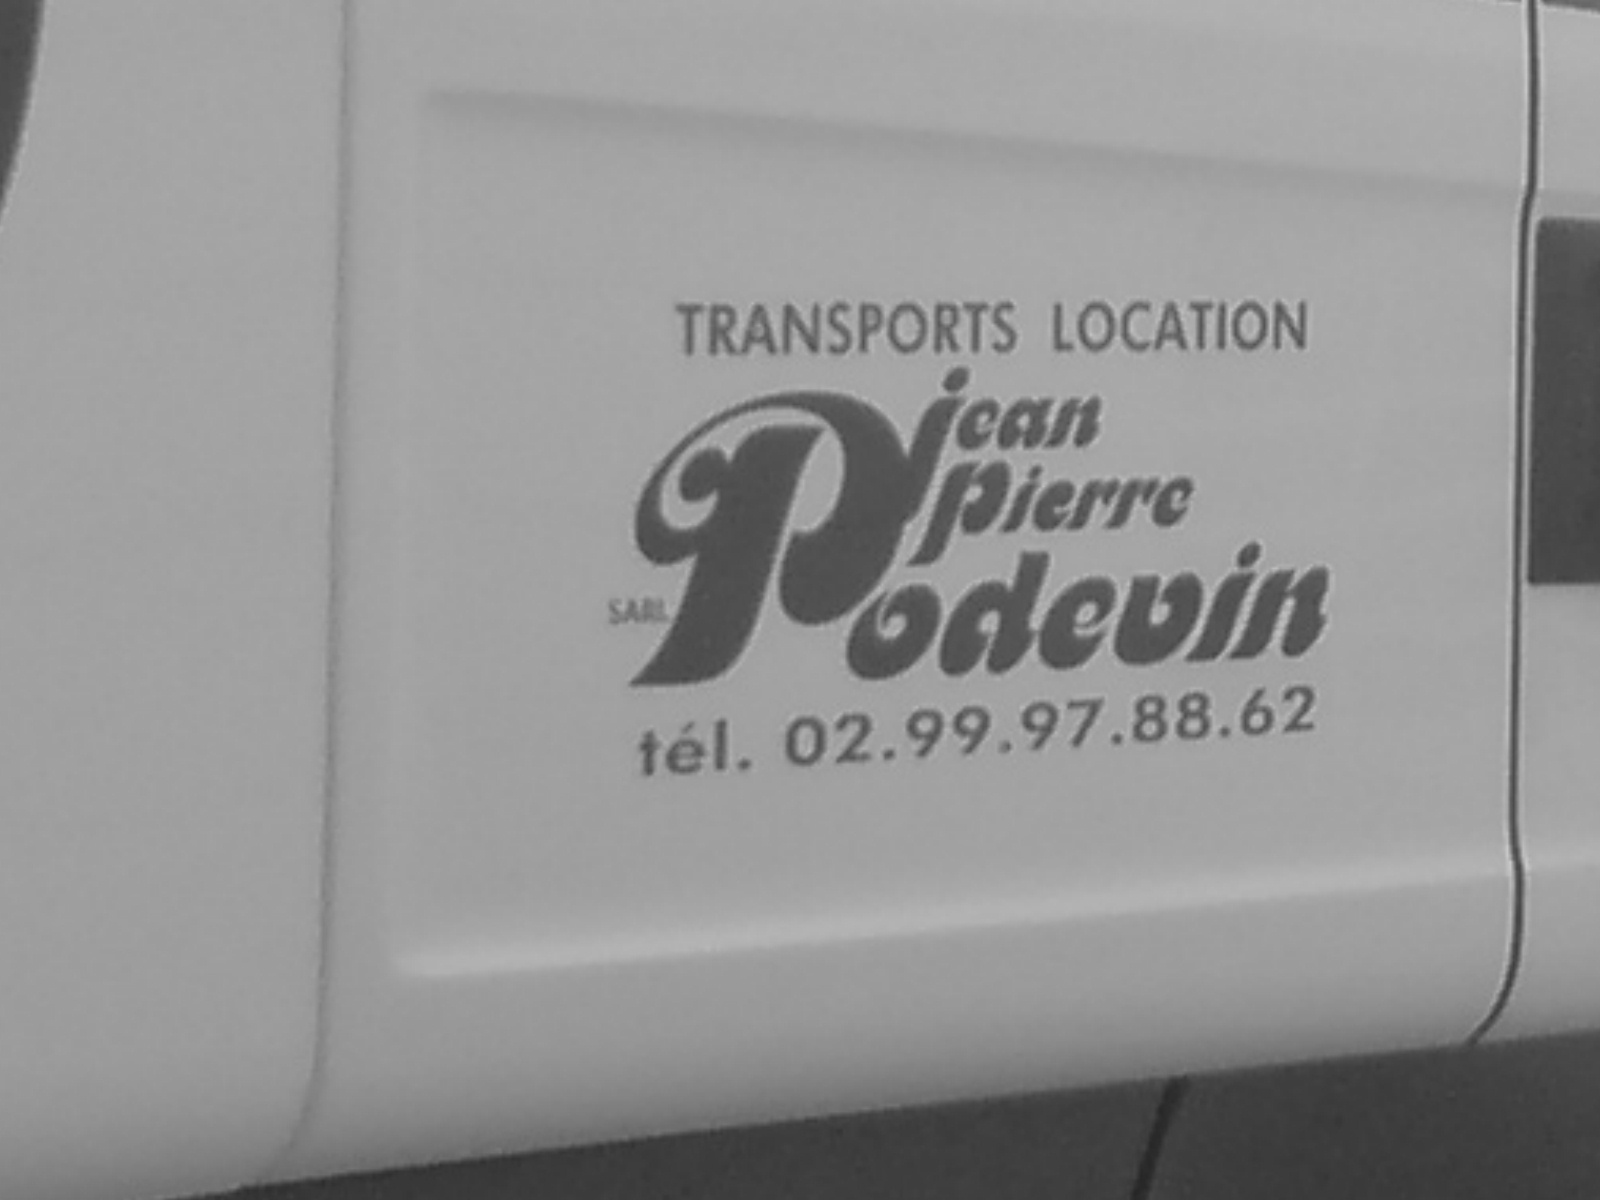 TRANSPORTS LOCATION
jean
Pierre
SARL Podevin
tél. 02.99.97.88.62